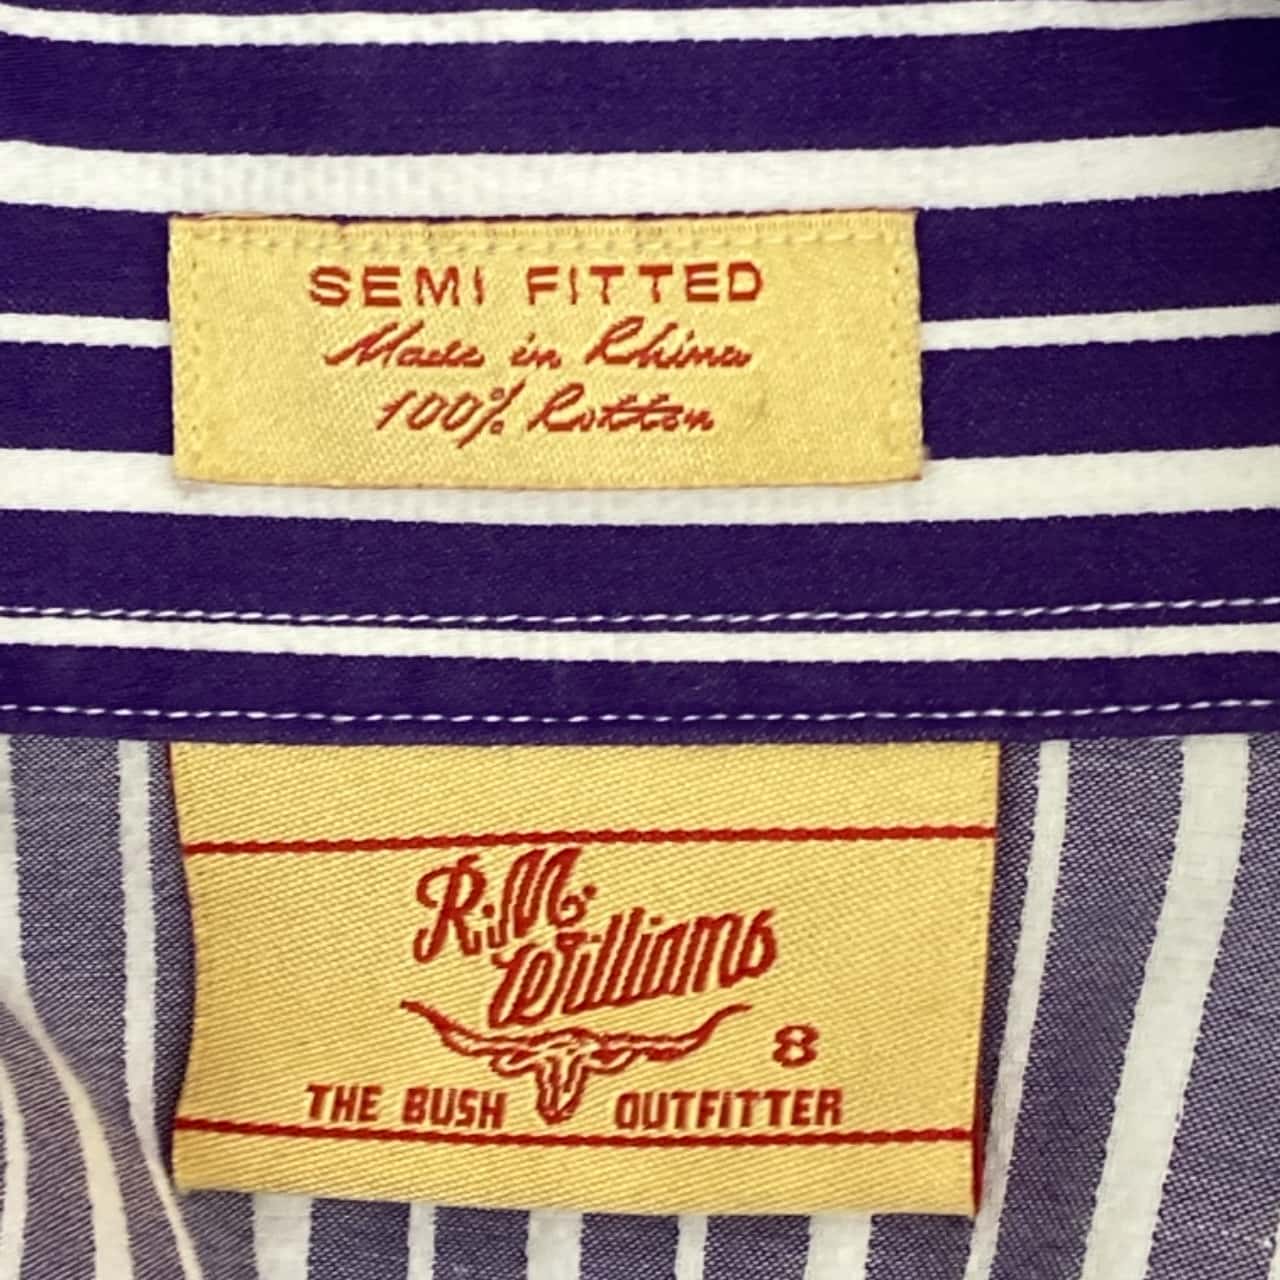 SEMI FITTED
Made in China
100% Cotton
R.M.
Williams
8
THE BUSH OUTFITTER